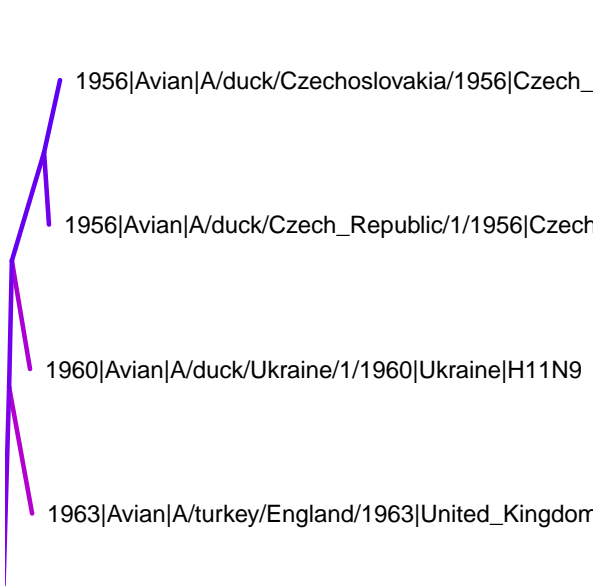 1956|Avian|A/duck/Czechoslovakia/1956|Czech_
1956|Avian|A/duck/Czech_Republic/1/1956|Czech
1960|Avian|A/duck/Ukraine/1/1960|Ukraine|H11N9
1963|Avian|A/turkey/England/1963|United_Kingdom